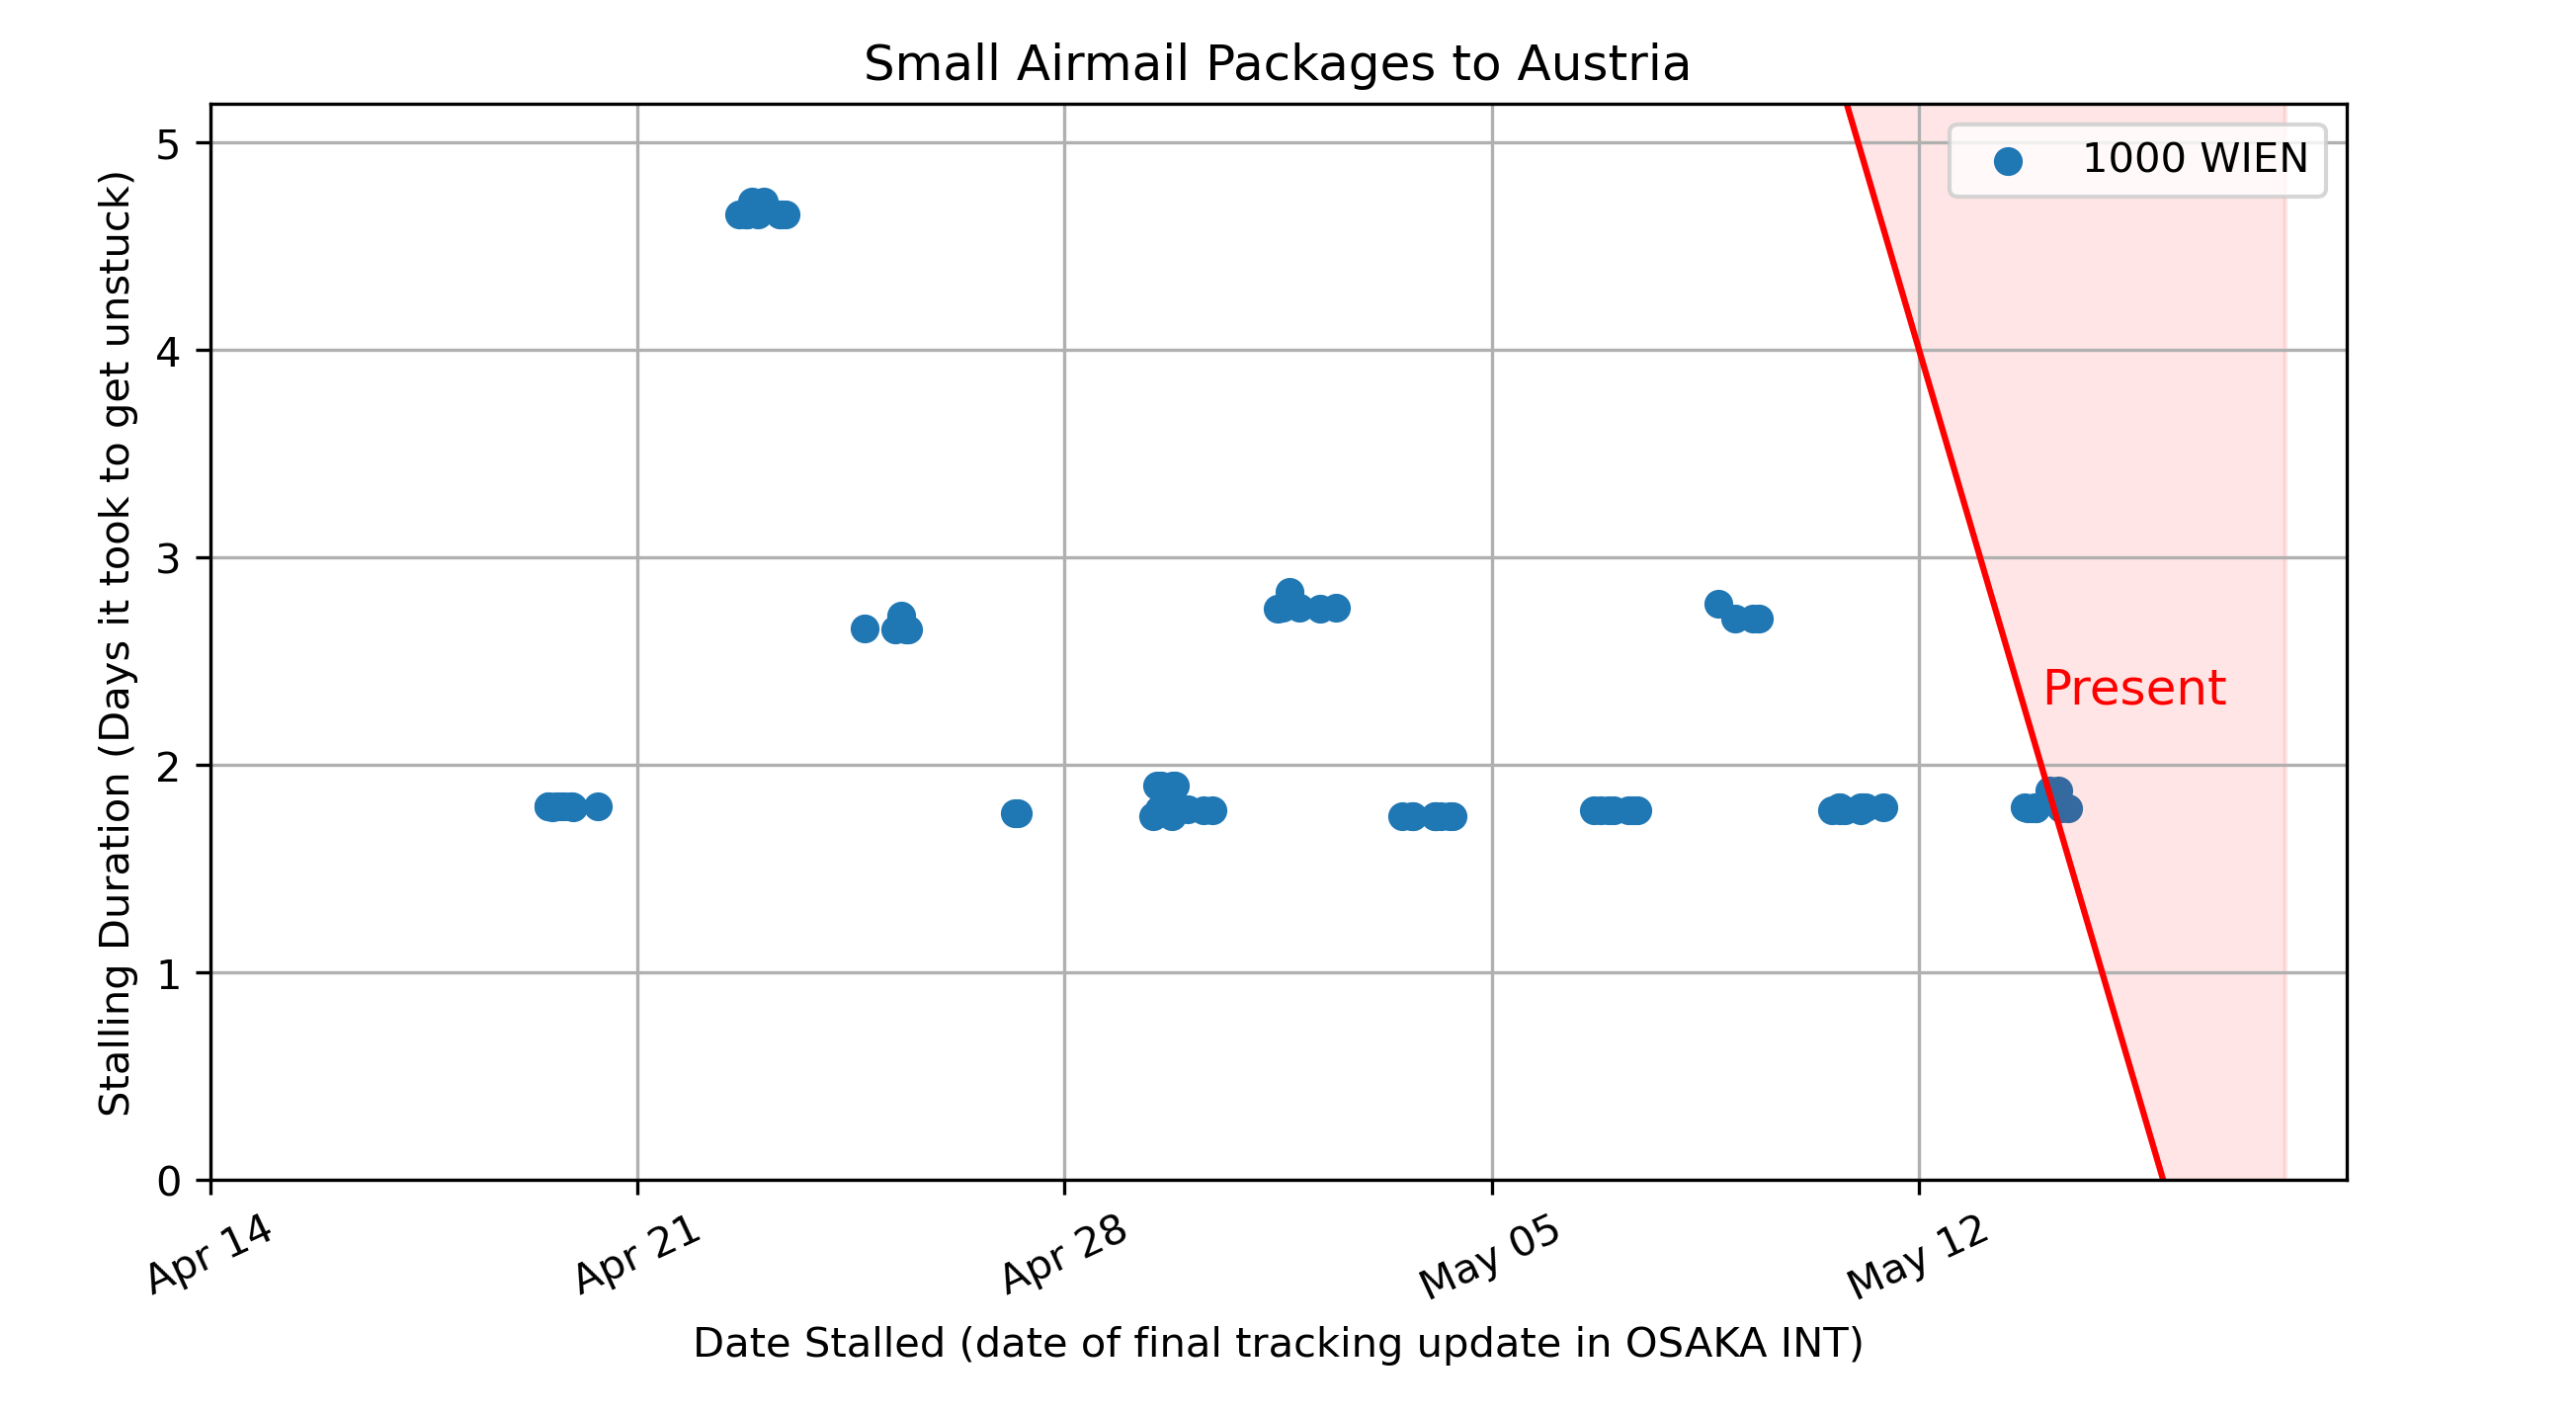 Small Airmail Packages to Austria
1000 WIEN
Present
Stalling Duration (Days it took to get unstuck)
5
4
3
2
1
0
Apr 14
Apr 21
Apr 28
May 05
May 12
Date Stalled (date of final tracking update in OSAKA INT)